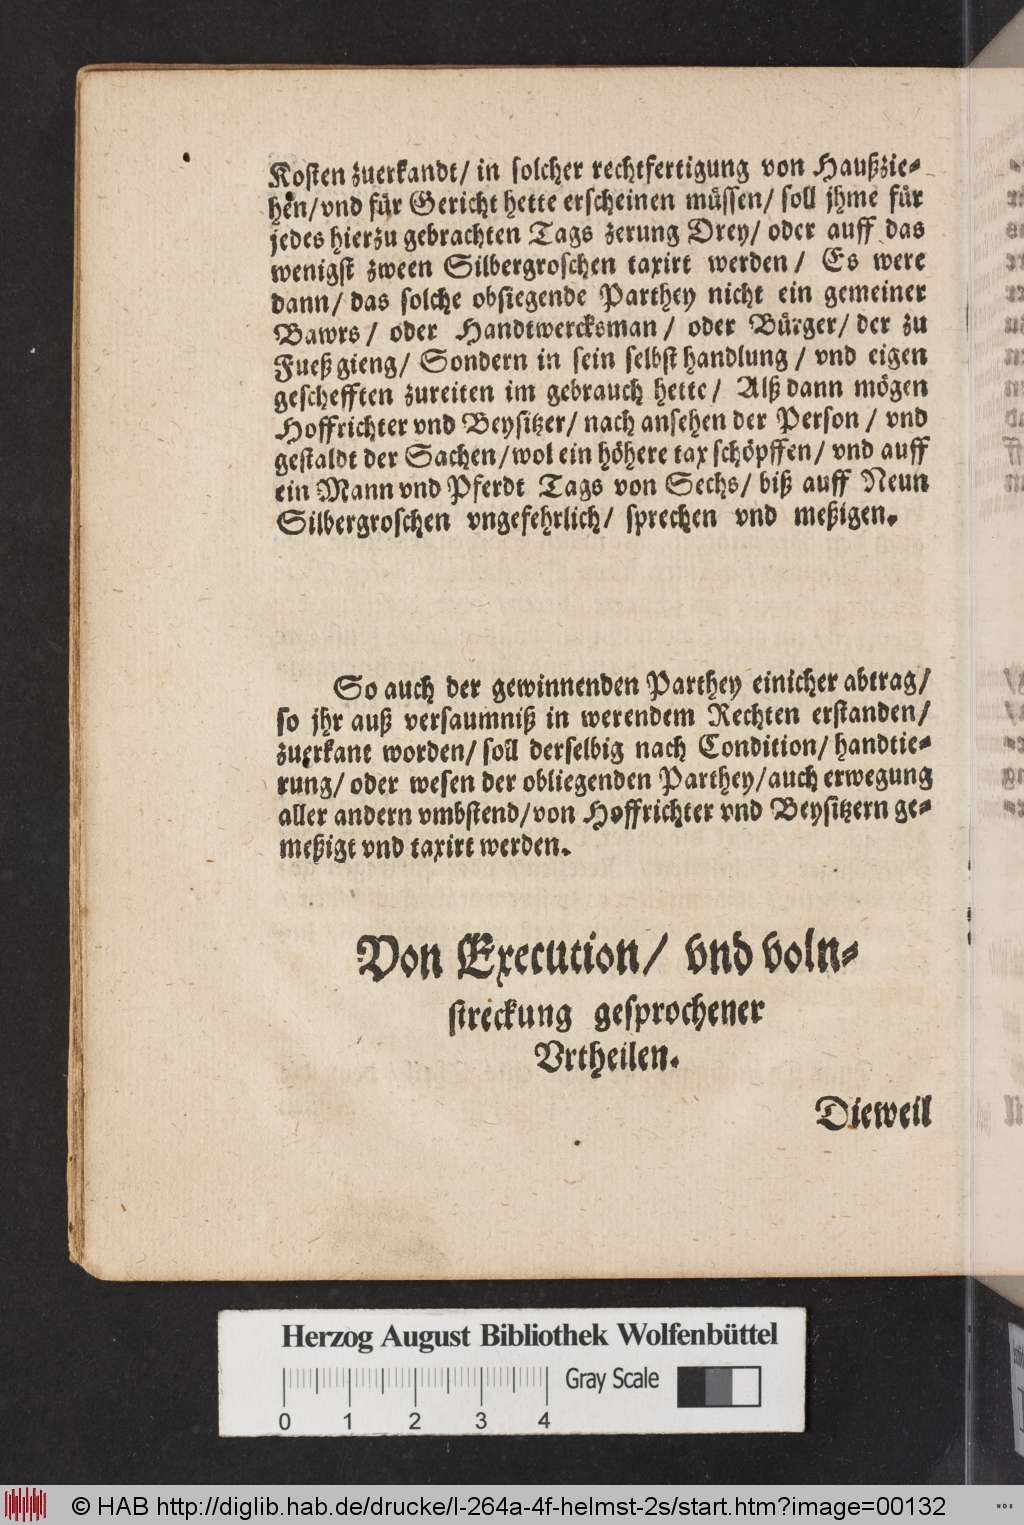 Kosten zuerkandt/ in solcher rechtfertigung von Haußzie-
hen/vnd für Gericht hette erscheinen müssen/ soll jhme für
jedes hierzu gebrachten Tags zerung Drey/ oder auff das
wenigst zween Silbergroschen taxirt werden/ Es were
dann/ das solche obsiegende Parthey nicht ein gemeiner
Bawrs/ oder Handtwercksman/ oder Bürger/ der zu
Fueß gieng/ Sondern in sein selbst handlung/ vnd eigen
geschefften zureiten im gebrauch hette/ Alß dann mögen
Hoffrichter vnd Beysitzer/ nach ansehen der Person/ vnd
gestaldt der Sachen/wol ein höhere tax schöpffen/ vnd auff
ein Mann vnd Pferdt Tags von Sechs/ biß auff Neun
Silbergroschen vngefehrlich/ sprechen vnd meßigen.
So auch der gewinnenden Parthey einicher abtrag/
so jhr auß versaumniß in werendem Rechten erstanden/
zuerkant worden/ soll derselbig nach Condition/ handtie-
rung/ oder wesen der obliegenden Parthey/auch erwegung
aller andern vmbstend/von Hoffrichter vnd Beysitzern ge-
meßigt vnd taxirt werden.
Von Execution/ vnd voln-
streckung gesprochener
Vrtheilen.
Dieweil
Herzog August Bibliothek Wolfenbüttel
Gray Scale
0 1 2 3 4
© HAB http://diglib.hab.de/drucke/l-264a-4f-helmst-2s/start.htm?image=00132